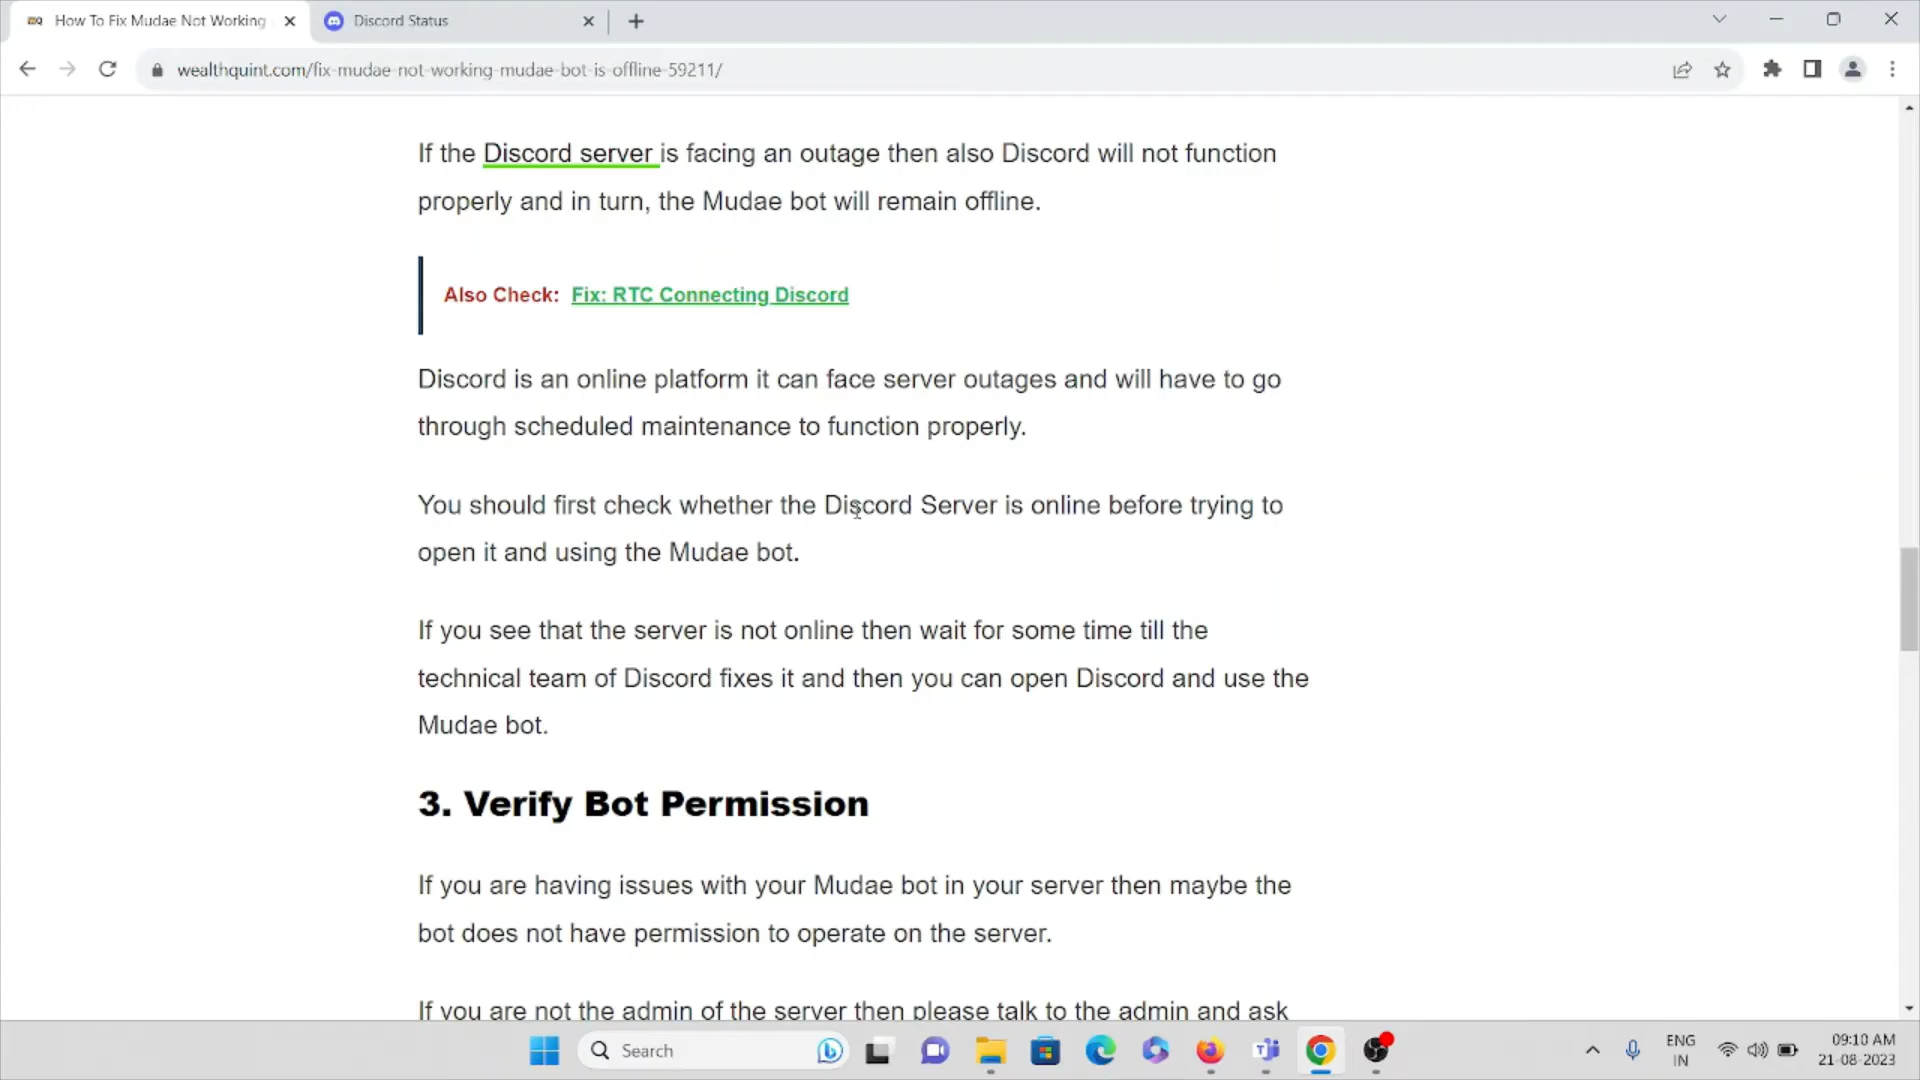 How To Fix Mudae Not Working
Discord Status
wealthquint.com/fix-mudae-not-working-mudae-bot-is-offline-59211/
If the Discord server is facing an outage then also Discord will not function
properly and in turn, the Mudae bot will remain offline.
Also Check: Fix: RTC Connecting Discord
Discord is an online platform it can face server outages and will have to go
through scheduled maintenance to function properly.
You should first check whether the Discord Server is online before trying to
open it and using the Mudae bot.
If you see that the server is not online then wait for some time till the
technical team of Discord fixes it and then you can open Discord and use the
Mudae bot.
3. Verify Bot Permission
If you are having issues with your Mudae bot in your server then maybe the
bot does not have permission to operate on the server.
If you are not the admin of the server then please talk to the admin and ask
Search
ENG
IN
09:10 AM
21-08-2023